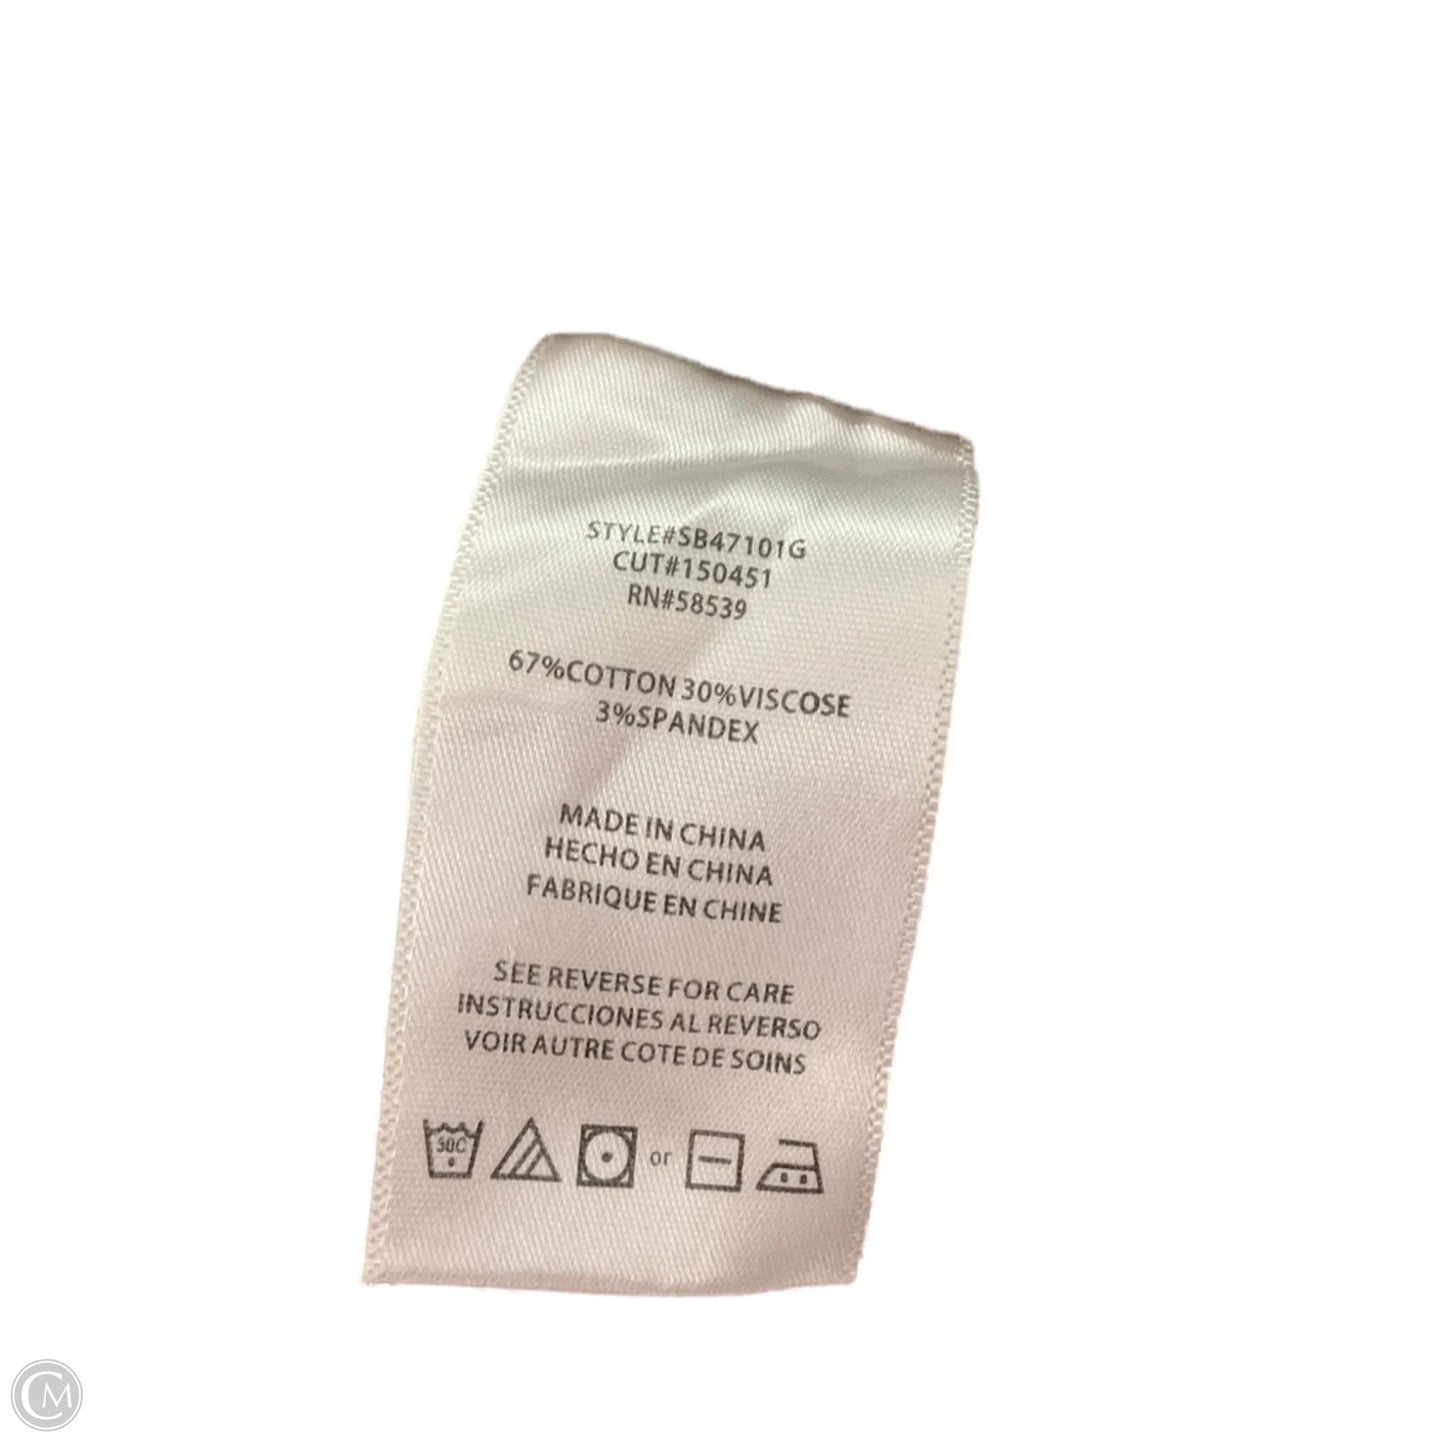 STYLE#SB47101G
CUT#150451
RN#58539
67%COTTON 30%VISCOSE
3%SPANDEX
MADE IN CHINA
HECHO EN CHINA
FABRIQUE EN CHINE
SEE REVERSE FOR CARE
INSTRUCCIONES AL REVERSO
VOIR AUTRE COTE DE SOINS
30C or
CM